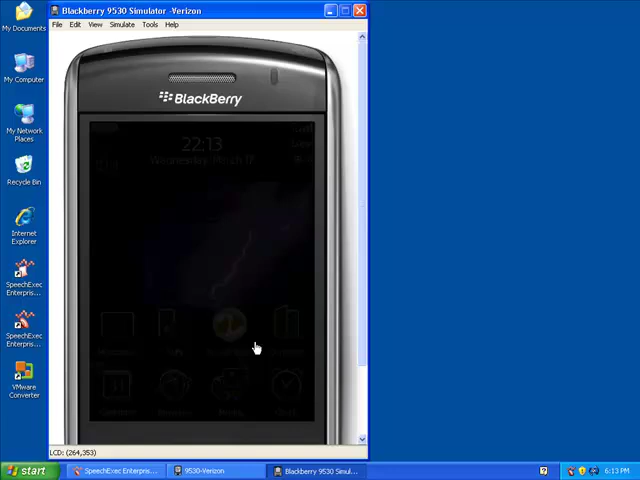 My Documents
My Computer
My Network
Places
Recycle Bin
Internet
Explorer
SpeechExec
Enterpris...
SpeechExec
Enterpris...
VMware
Converter
Blackberry 9530 Simulator -Verizon
File Edit View Simulate Tools Help
BlackBerry
22:13
Wednesday, March 17
LCD: (264,353)
start
SpeechExec Enterpris...
9530-Verizon
Blackberry 9530 Simul...
?
6:13 PM